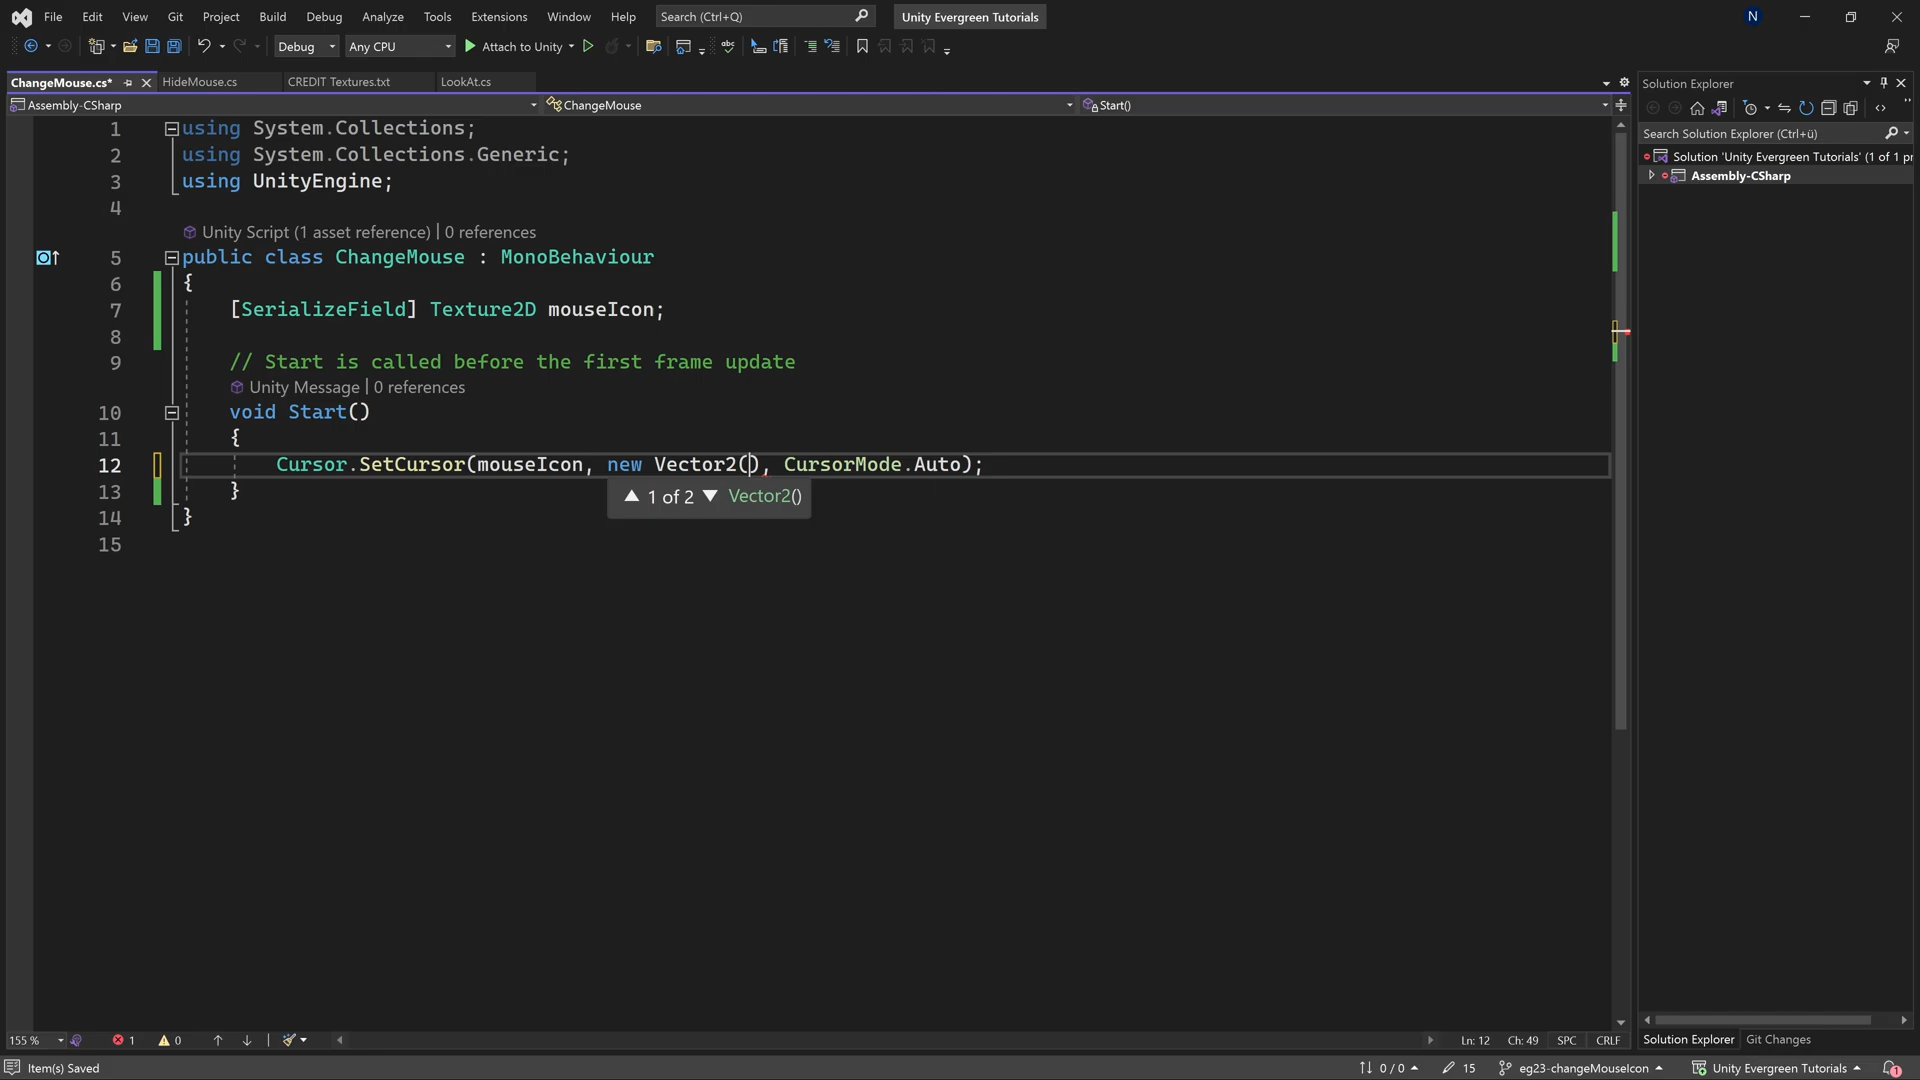 File Edit View Git Project Build Debug Analyze Tools Extensions Window Help Search (Ctrl+Q) Unity Evergreen Tutorials N
Debug Any CPU Attach to Unity
ChangeMouse.cs* HideMouse.cs CREDIT Textures.txt LookAt.cs
Assembly-CSharp ChangeMouse Start()
1 using System.Collections;
2 using System.Collections.Generic;
3 using UnityEngine;
4
Unity Script (1 asset reference) | 0 references
5 public class ChangeMouse : MonoBehaviour
6 {
7 [SerializeField] Texture2D mouseIcon;
8
9 // Start is called before the first frame update
Unity Message | 0 references
10 void Start()
11 {
12 Cursor.SetCursor(mouseIcon, new Vector2(), CursorMode.Auto);
1 of 2 Vector2()
13 }
14 }
15
Solution Explorer
Search Solution Explorer (Ctrl+ü)
Solution 'Unity Evergreen Tutorials' (1 of 1 pr
Assembly-CSharp
155 % 1 0 Ln: 12 Ch: 49 SPC CRLF
Solution Explorer Git Changes
Item(s) Saved 0 / 0 15 eg23-changeMouseIcon Unity Evergreen Tutorials 1